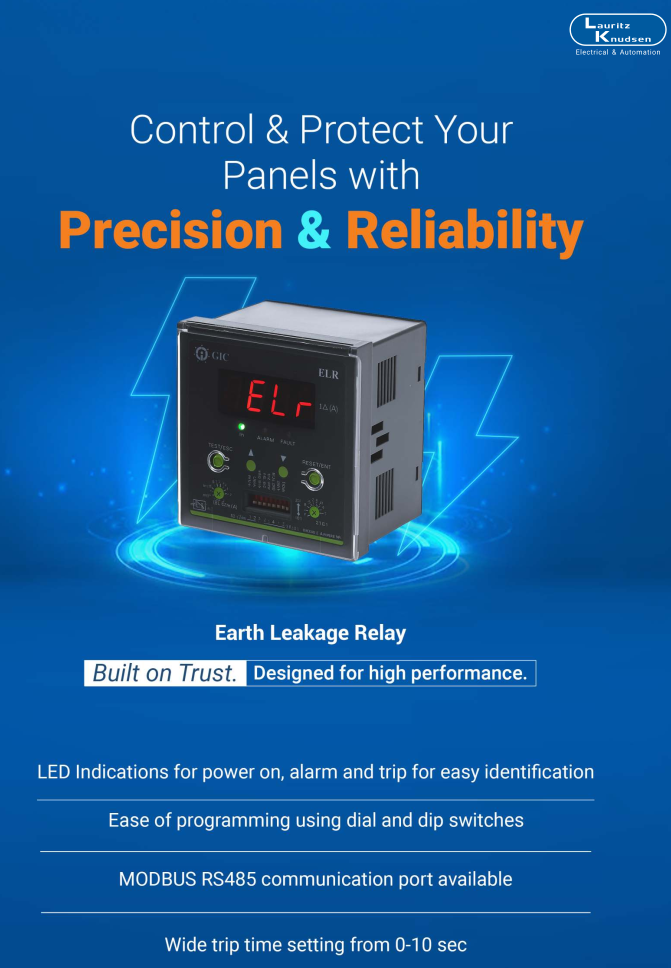 Lauritz
Knudsen
Electrical & Automation
Control & Protect Your
Panels with
Precision & Reliability
GIC
ELR
ELr
I∆ (A)
ALARM FAULT
TEST/ESC
RESET/ENT
Earth Leakage Relay
Built on Trust. Designed for high performance.
LED Indications for power on, alarm and trip for easy identification
Ease of programming using dial and dip switches
MODBUS RS485 communication port available
Wide trip time setting from 0-10 sec